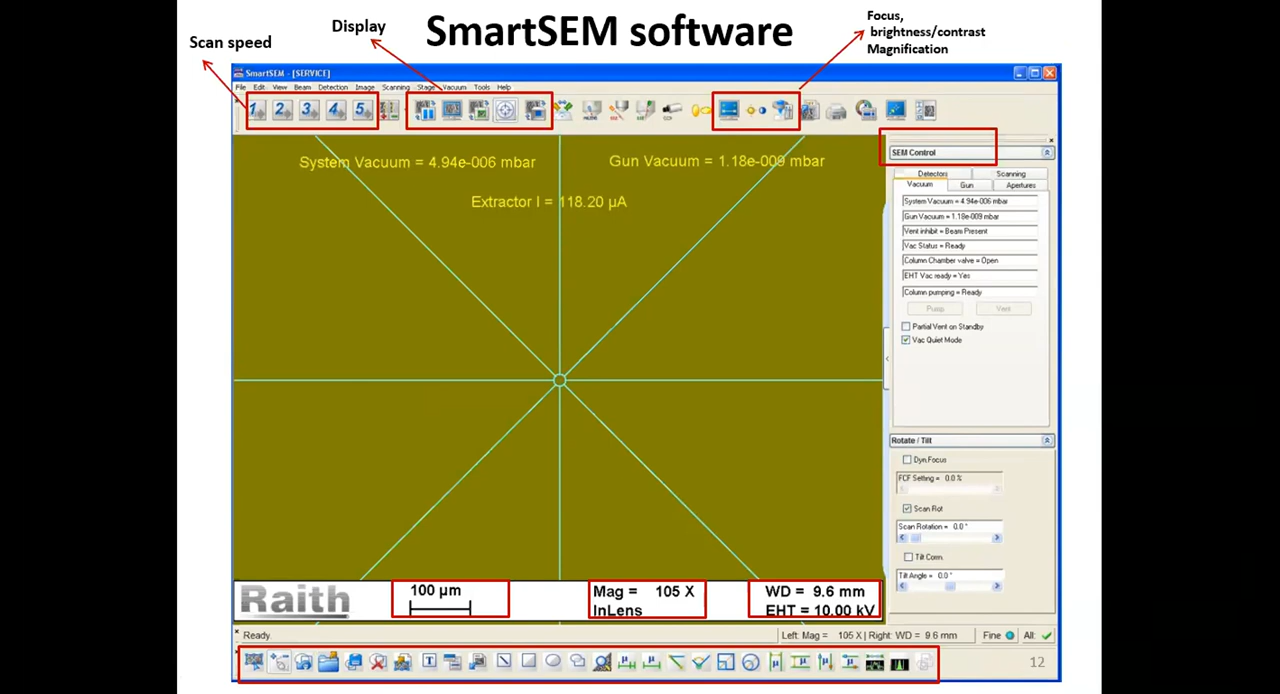 SmartSEM software
Scan speed
Display
Focus,
brightness/contrast
Magnification
SmartSEM - [SERVICE]
File Edit View Beam Detection Image Scanning Stage Vacuum Tools Help
1 2 3 4 5
System Vacuum = 4.94e-006 mbar
Gun Vacuum = 1.18e-009 mbar
Extractor I = 118.20 µA
SEM Control
Detectors Scanning
Vacuum Gun Apertures
System Vacuum = 4.94e-006 mbar
Gun Vacuum = 1.18e-009 mbar
Vent inhibit = Beam Present
Vac Status = Ready
Column Chamber valve = Open
EHT Vac ready = Yes
Column pumping = Ready
Pump Vent
Partial Vent on Standby
Vac Quiet Mode
Rotate / Tilt
Dyn.Focus
FCF Setting = 0.0 %
Scan Rot
Scan Rotation = 0.0 °
Tilt Corrn.
Tilt Angle = 0.0 °
Raith
100 µm
Mag = 105 X
InLens
WD = 9.6 mm
EHT = 10.00 kV
Ready.
Left: Mag = 105 X | Right: WD = 9.6 mm
Fine
All:
12